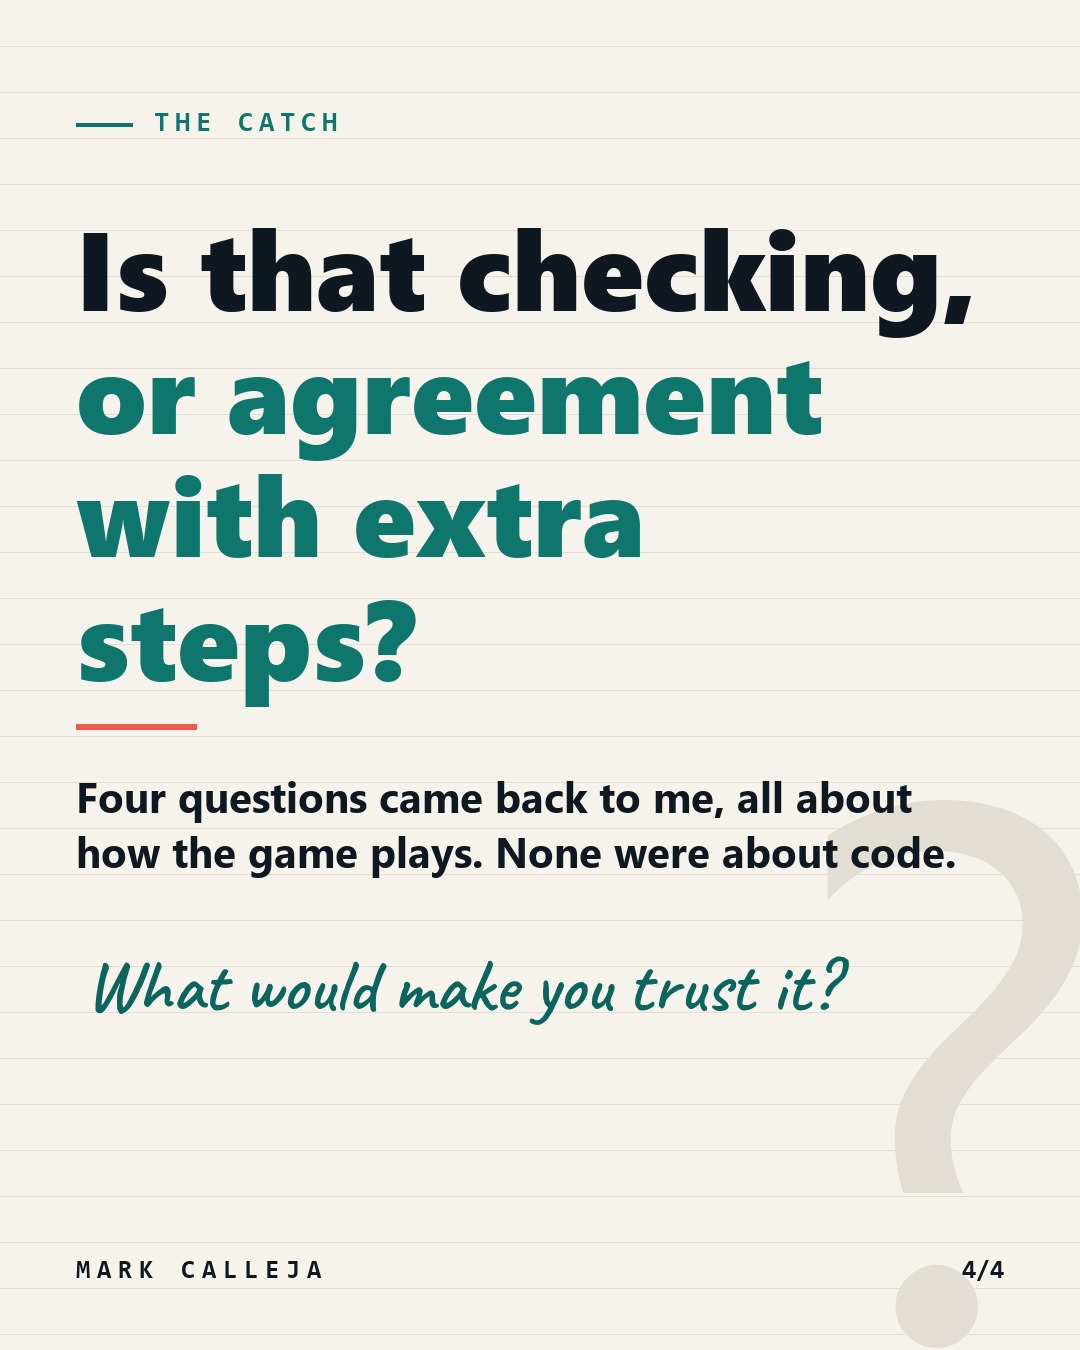 THE CATCH
Is that checking,
or agreement
with extra
steps?
Four questions came back to me, all about
how the game plays. None were about code.
What would make you trust it?
?
MARK CALLEJA
4/4